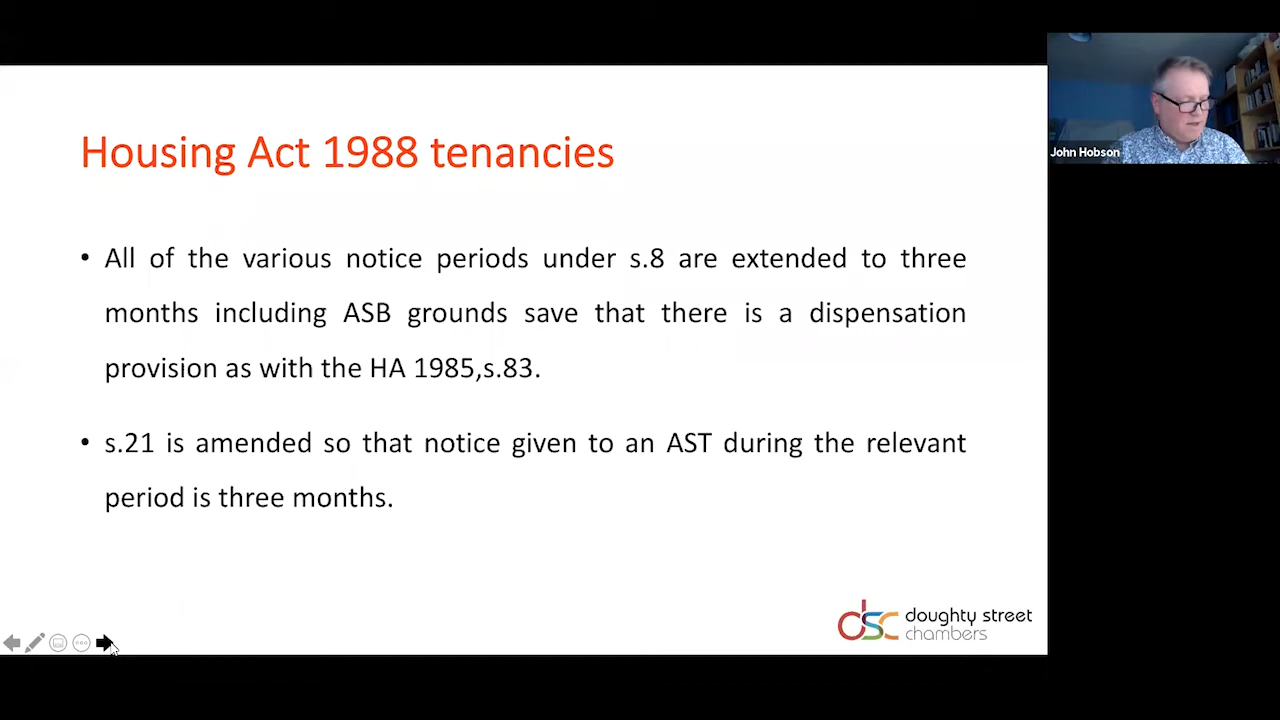 Housing Act 1988 tenancies
• All of the various notice periods under s.8 are extended to three
months including ASB grounds save that there is a dispensation
provision as with the HA 1985,s.83.
• s.21 is amended so that notice given to an AST during the relevant
period is three months.
dsc doughty street
chambers
John Hobson